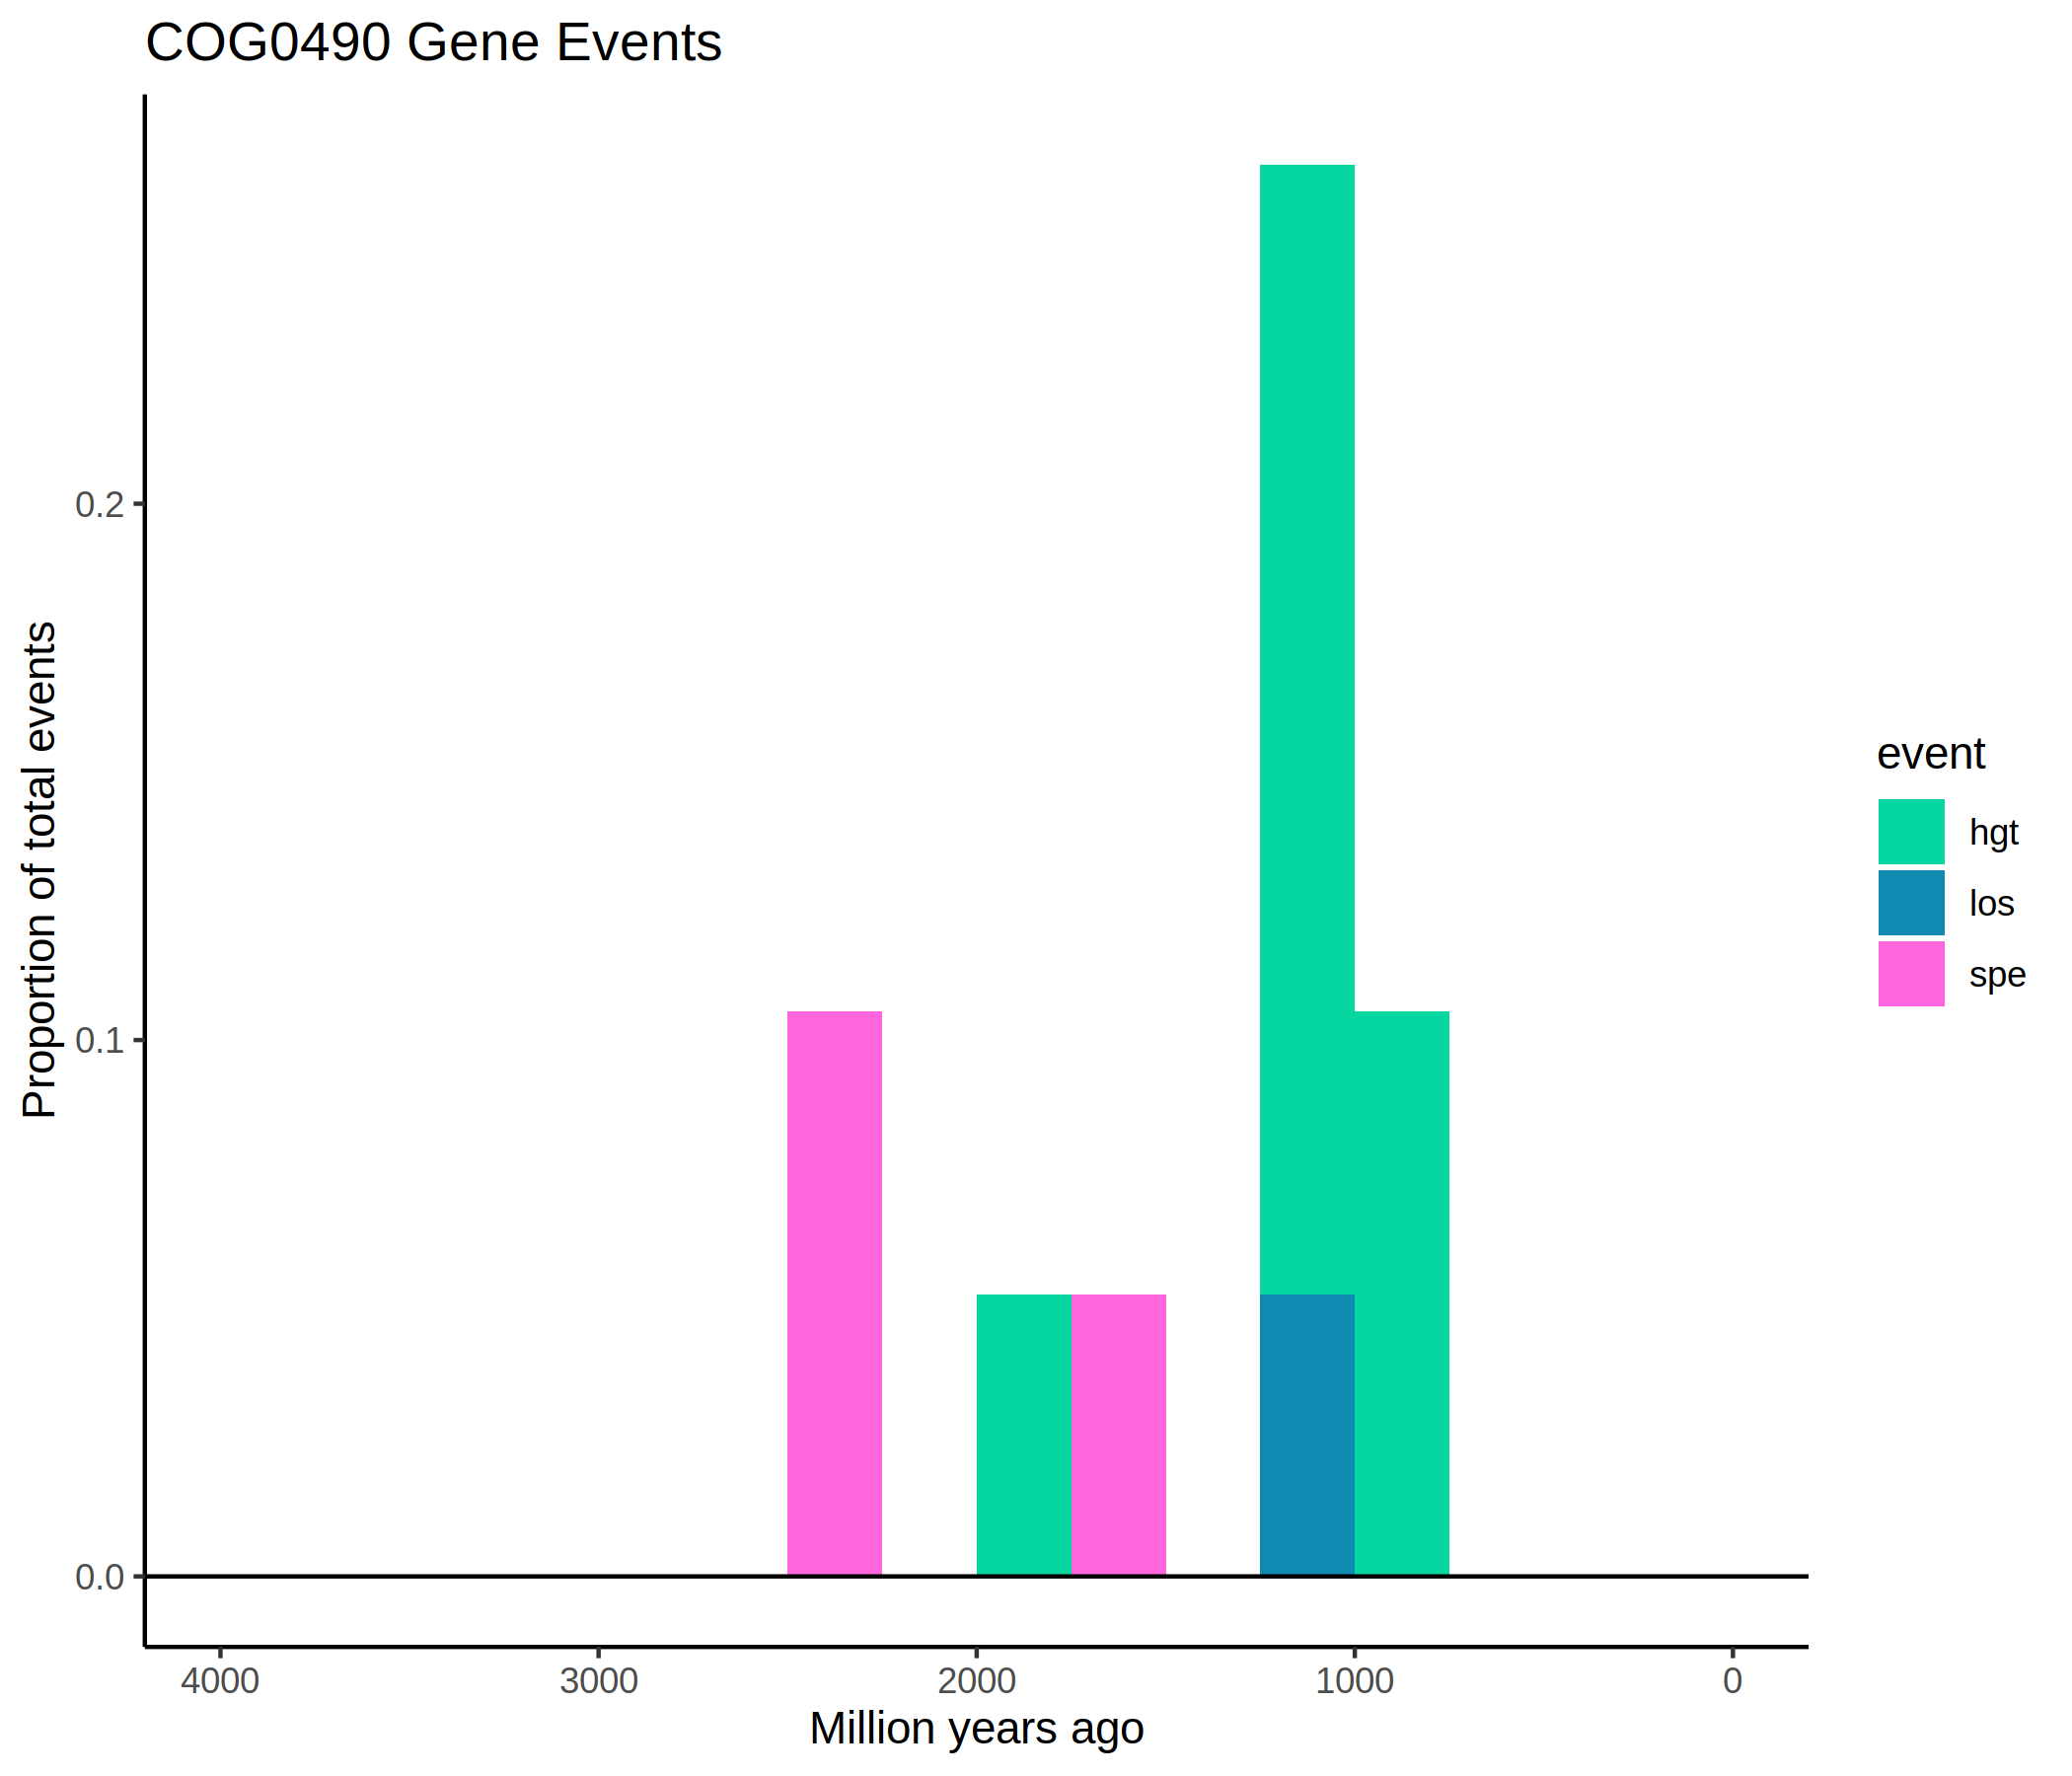 COG0490 Gene Events
Proportion of total events
0.2
0.1
0.0
4000 3000 2000 1000 0
Million years ago
event
hgt
los
spe